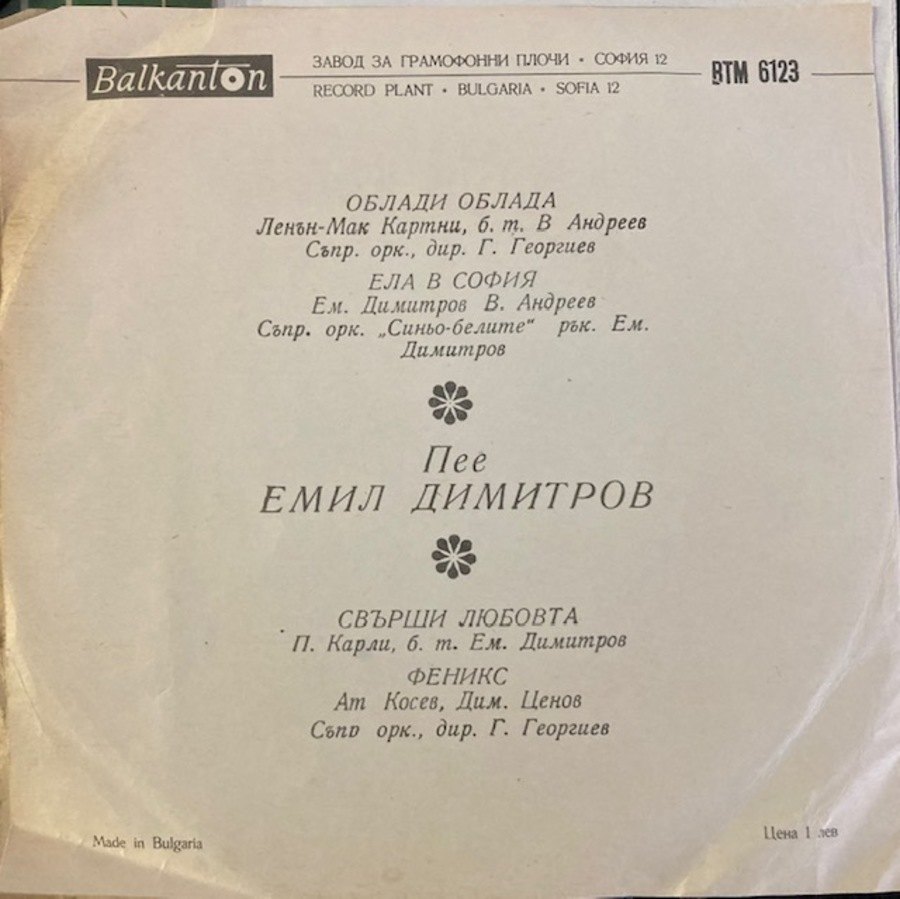 Balkanton
ЗАВОД ЗА ГРАМОФОННИ ПЛОЧИ • СОФИЯ 12
RECORD PLANT • BULGARIA • SOFIA 12
ВТМ 6123
ОБЛАДИ ОБЛАДА
Ленън-Мак Картни, б. т. В Андреев
Съпр. орк., дир. Г. Георгиев
ЕЛА В СОФИЯ
Ем. Димитров В. Андреев
Съпр. орк. „Синьо-белите“ рък. Ем.
Димитров
Пее
ЕМИЛ ДИМИТРОВ
СВЪРШИ ЛЮБОВТА
П. Карли, б. т. Ем. Димитров
ФЕНИКС
Ат Косев, Дим. Ценов
Съпр орк., дир. Г. Георгиев
Made in Bulgaria
Цена 1 лев